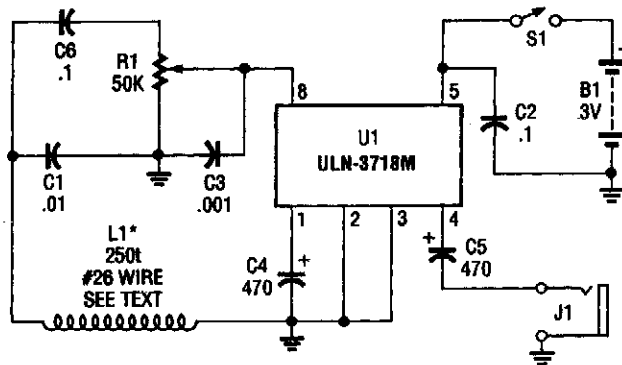 C6
.1
R1
50K
C1
.01
C3
.001
L1*
250t
#26 WIRE
SEE TEXT
8
5
U1
ULN-3718M
1
2
3
4
C4
470
+
+
C5
470
S1
C2
.1
+
B1
3V
J1